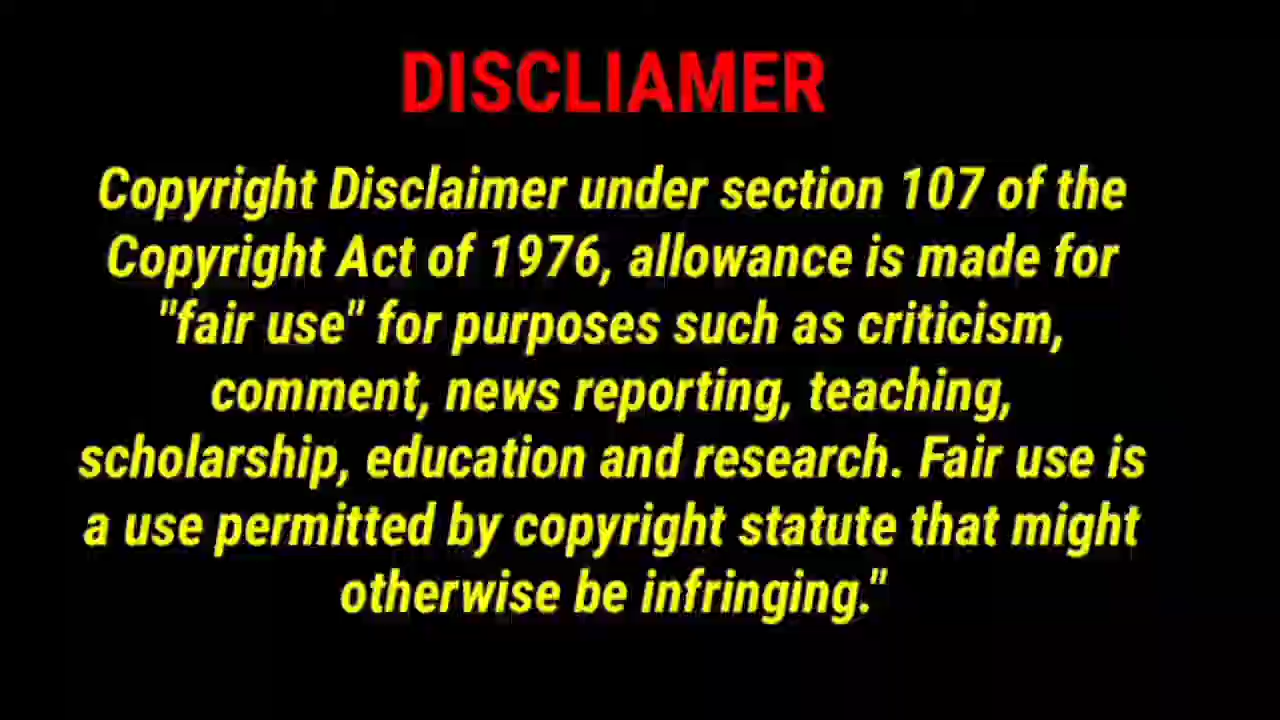 DISCLIAMER
Copyright Disclaimer under section 107 of the
Copyright Act of 1976, allowance is made for
"fair use" for purposes such as criticism,
comment, news reporting, teaching,
scholarship, education and research. Fair use is
a use permitted by copyright statute that might
otherwise be infringing."